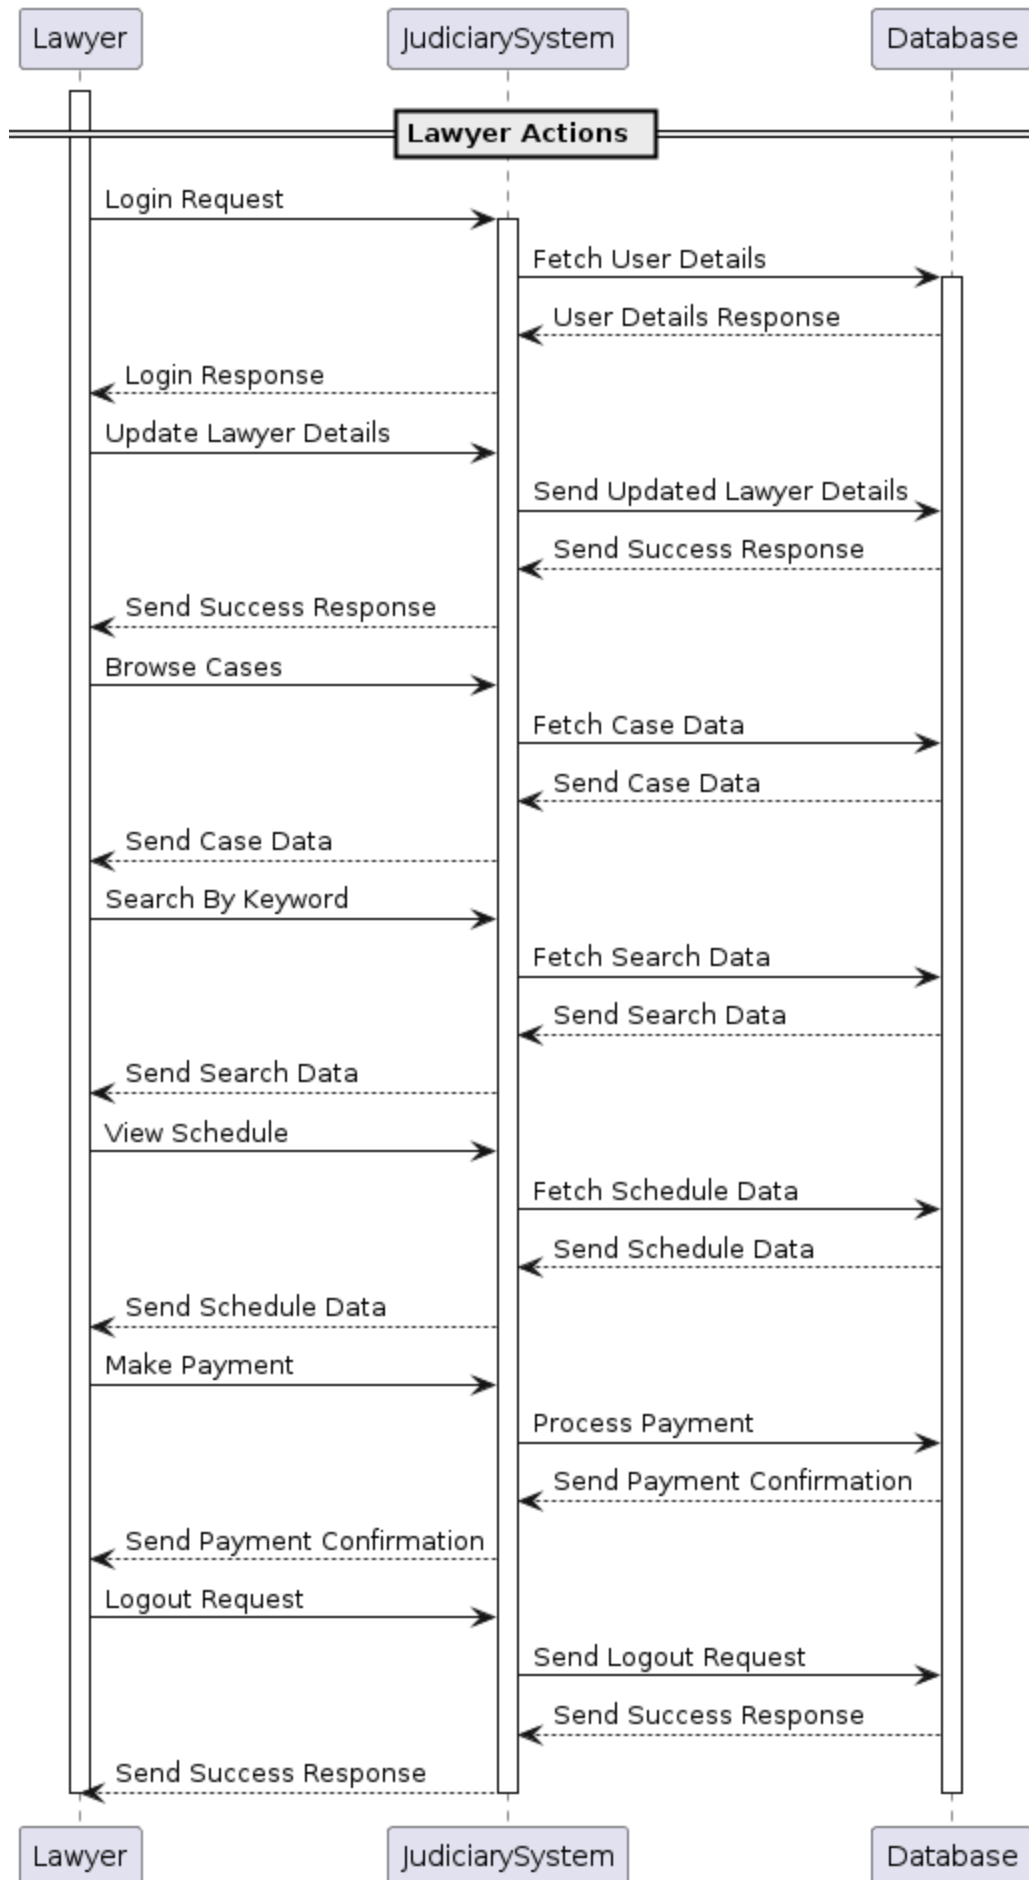 Lawyer
JudiciarySystem
Database
Lawyer Actions
Login Request
Fetch User Details
User Details Response
Login Response
Update Lawyer Details
Send Updated Lawyer Details
Send Success Response
Send Success Response
Browse Cases
Fetch Case Data
Send Case Data
Send Case Data
Search By Keyword
Fetch Search Data
Send Search Data
Send Search Data
View Schedule
Fetch Schedule Data
Send Schedule Data
Send Schedule Data
Make Payment
Process Payment
Send Payment Confirmation
Send Payment Confirmation
Logout Request
Send Logout Request
Send Success Response
Send Success Response
Lawyer
JudiciarySystem
Database